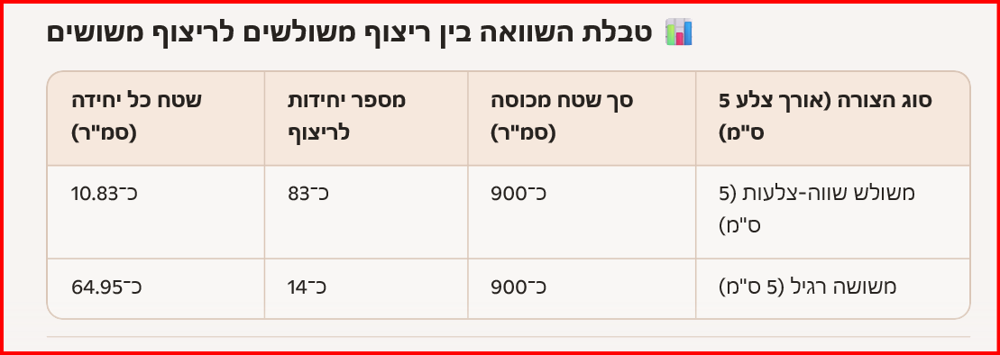 📊 טבלת השוואה בין ריצוף משולשים לריצוף משושים
סוג הצורה (אורך צלע 5 ס"מ) סך שטח מכוסה (סמ"ר) מספר יחידות לריצוף שטח כל יחידה (סמ"ר)
משולש שווה-צלעות (5 ס"מ) כ־900 כ־83 כ־10.83
משושה רגיל (5 ס"מ) כ־900 כ־14 כ־64.95